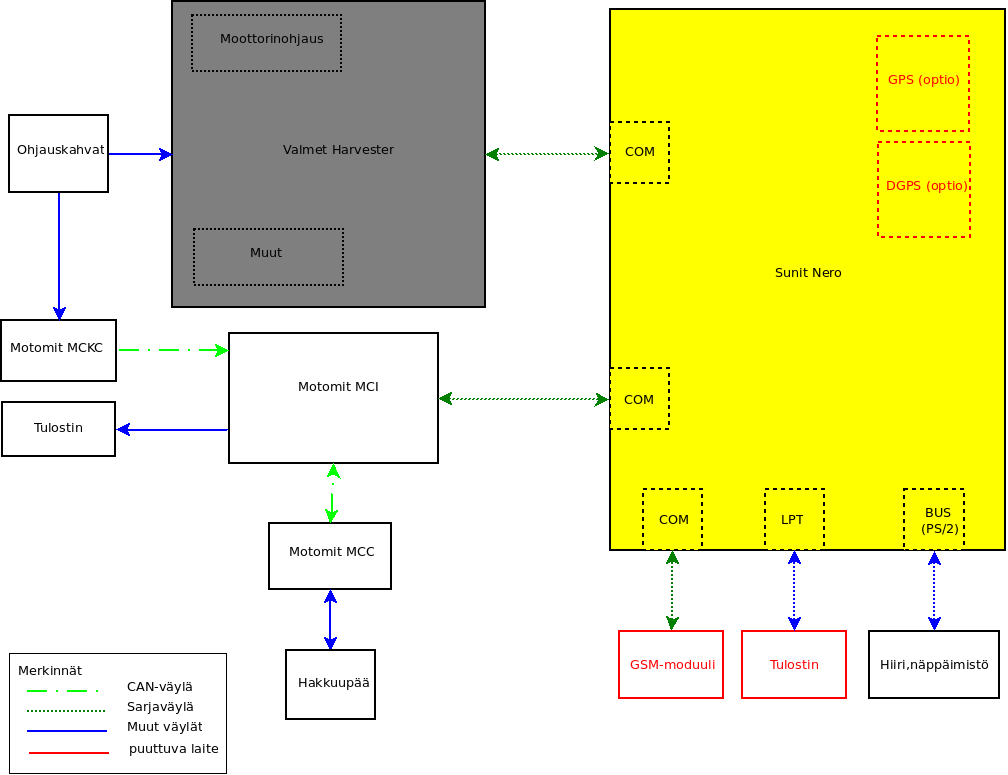 Moottorinohjaus
GPS (optio)
Ohjauskahvat
Valmet Harvester
COM
DGPS (optio)
Muut
Sunit Nero
Motomit MCKC
Motomit MCI
COM
Tulostin
COM
LPT
BUS
(PS/2)
Motomit MCC
GSM-moduuli
Tulostin
Hiiri,näppäimistö
Hakkuupää
Merkinnät
CAN-väylä
Sarjaväylä
Muut väylät
puuttuva laite